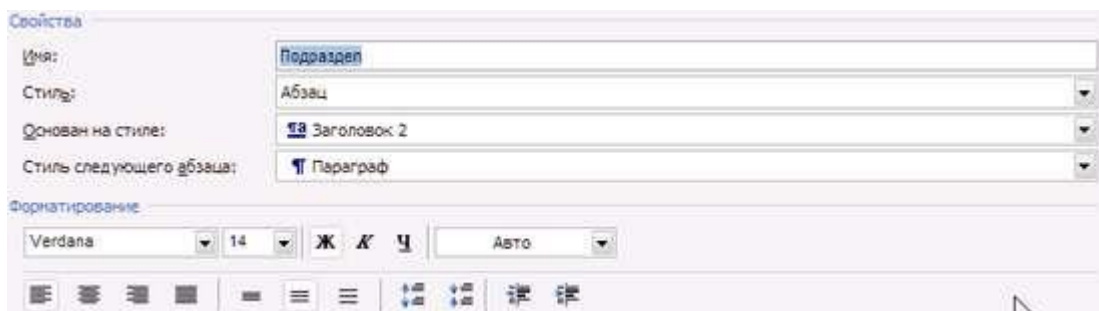 Свойства
Имя: Подраздел
Стиль: Абзац
Основан на стиле: ¶a Заголовок 2
Стиль следующего абзаца: ¶ Параграф
Форматирование
Verdana 14 Ж К Ч Авто